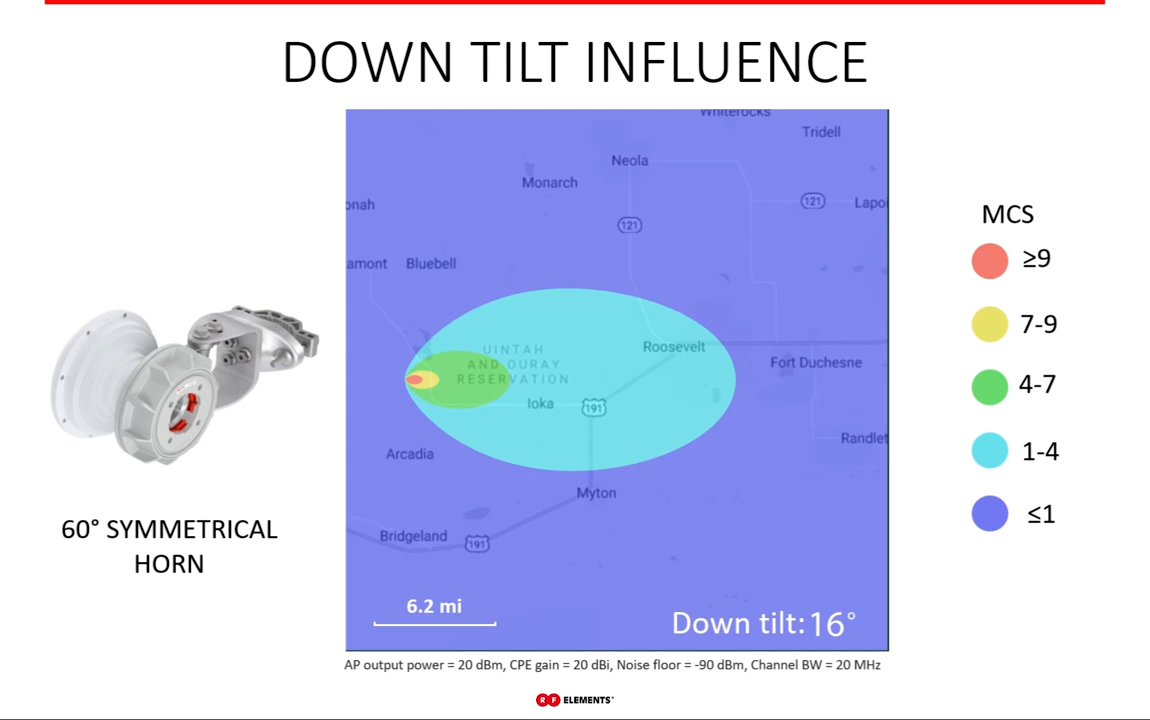 DOWN TILT INFLUENCE
Whiterocks
Tridell
Neola
Monarch
121
Lapo
onah
121
amont
Bluebell
UINTAH
AND OURAY
RESERVATION
Roosevelt
Fort Duchesne
Ioka
191
Randlet
Arcadia
Myton
Bridgeland
191
6.2 mi
Down tilt: 16°
MCS
≥9
7-9
4-7
1-4
≤1
60° SYMMETRICAL
HORN
AP output power = 20 dBm, CPE gain = 20 dBi, Noise floor = -90 dBm, Channel BW = 20 MHz
RF ELEMENTS